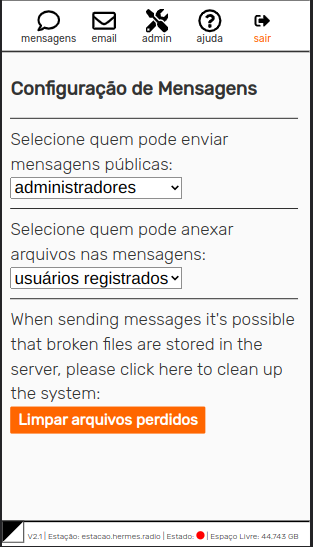 mensagens email admin ajuda sair
Configuração de Mensagens
Selecione quem pode enviar
mensagens públicas:
administradores
Selecione quem pode anexar
arquivos nas mensagens:
usuários registrados
When sending messages it's possible
that broken files are stored in the
server, please click here to clean up
the system:
Limpar arquivos perdidos
V2.1 | Estação: estacao.hermes.radio | Estado: | Espaço Livre: 44.743 GB